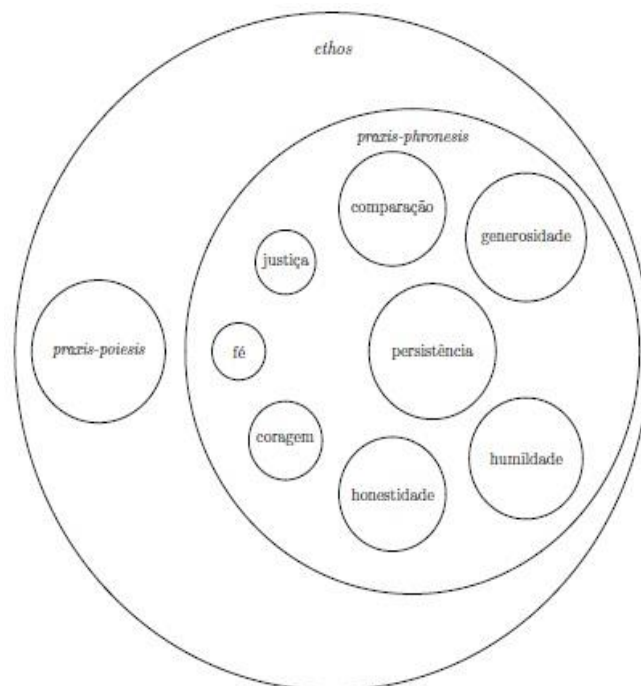 ethos
praxis-phronesis
comparação
generosidade
justiça
praxis-poiesis
fé
persistência
coragem
humildade
honestidade